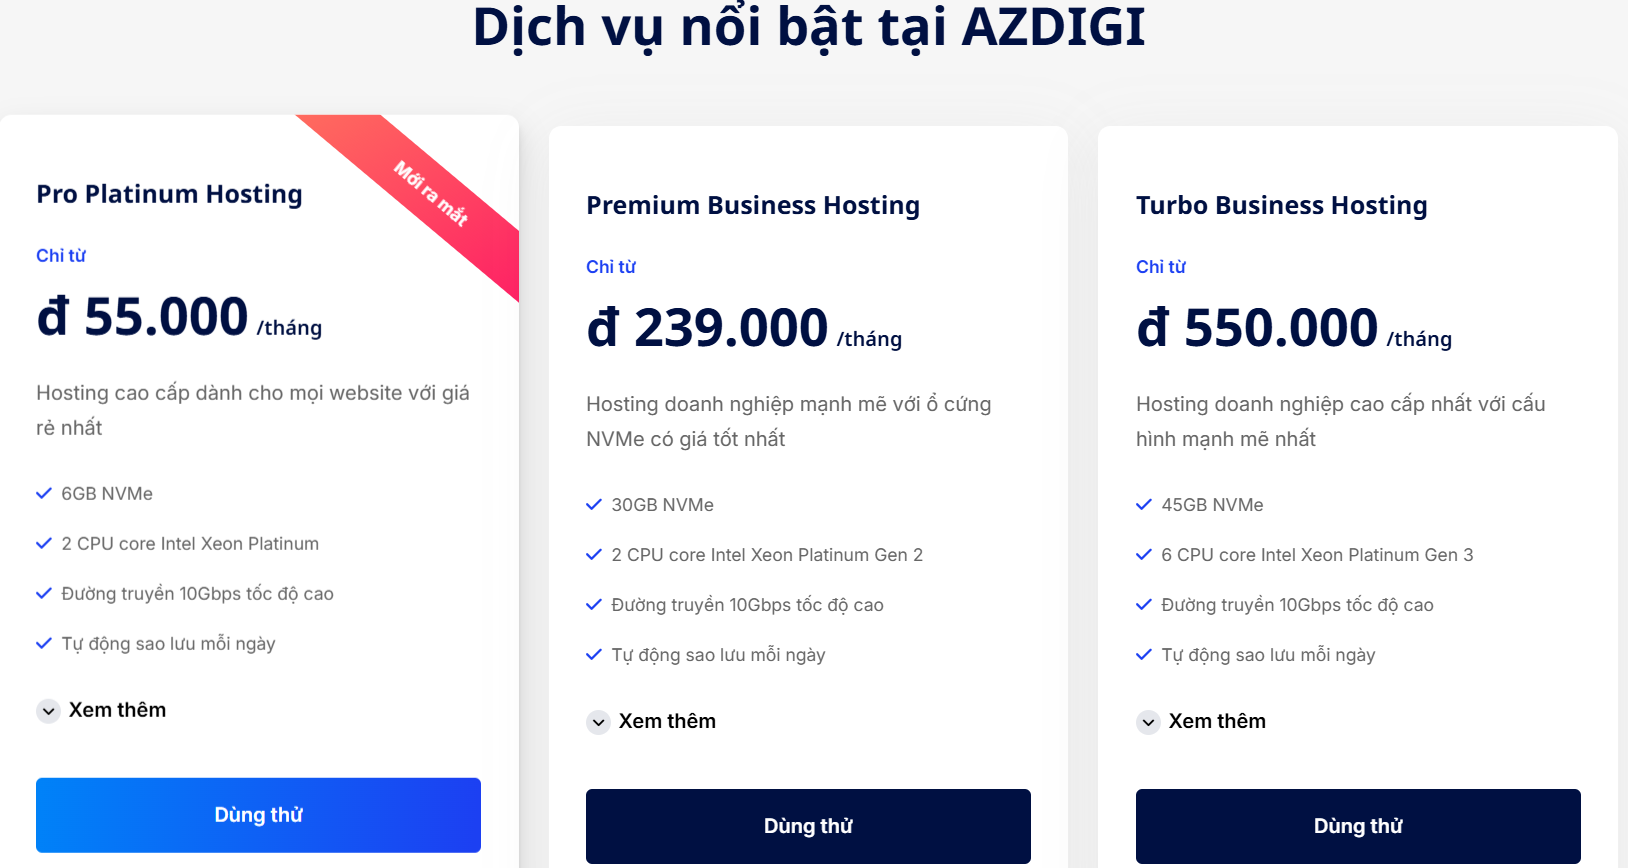 Dịch vụ nổi bật tại AZDIGI
Mới ra mắt
Pro Platinum Hosting
Chỉ từ
đ 55.000 /tháng
Hosting cao cấp dành cho mọi website với giá
rẻ nhất
6GB NVMe
2 CPU core Intel Xeon Platinum
Đường truyền 10Gbps tốc độ cao
Tự động sao lưu mỗi ngày
Xem thêm
Dùng thử
Premium Business Hosting
Chỉ từ
đ 239.000 /tháng
Hosting doanh nghiệp mạnh mẽ với ổ cứng
NVMe có giá tốt nhất
30GB NVMe
2 CPU core Intel Xeon Platinum Gen 2
Đường truyền 10Gbps tốc độ cao
Tự động sao lưu mỗi ngày
Xem thêm
Dùng thử
Turbo Business Hosting
Chỉ từ
đ 550.000 /tháng
Hosting doanh nghiệp cao cấp nhất với cấu
hình mạnh mẽ nhất
45GB NVMe
6 CPU core Intel Xeon Platinum Gen 3
Đường truyền 10Gbps tốc độ cao
Tự động sao lưu mỗi ngày
Xem thêm
Dùng thử